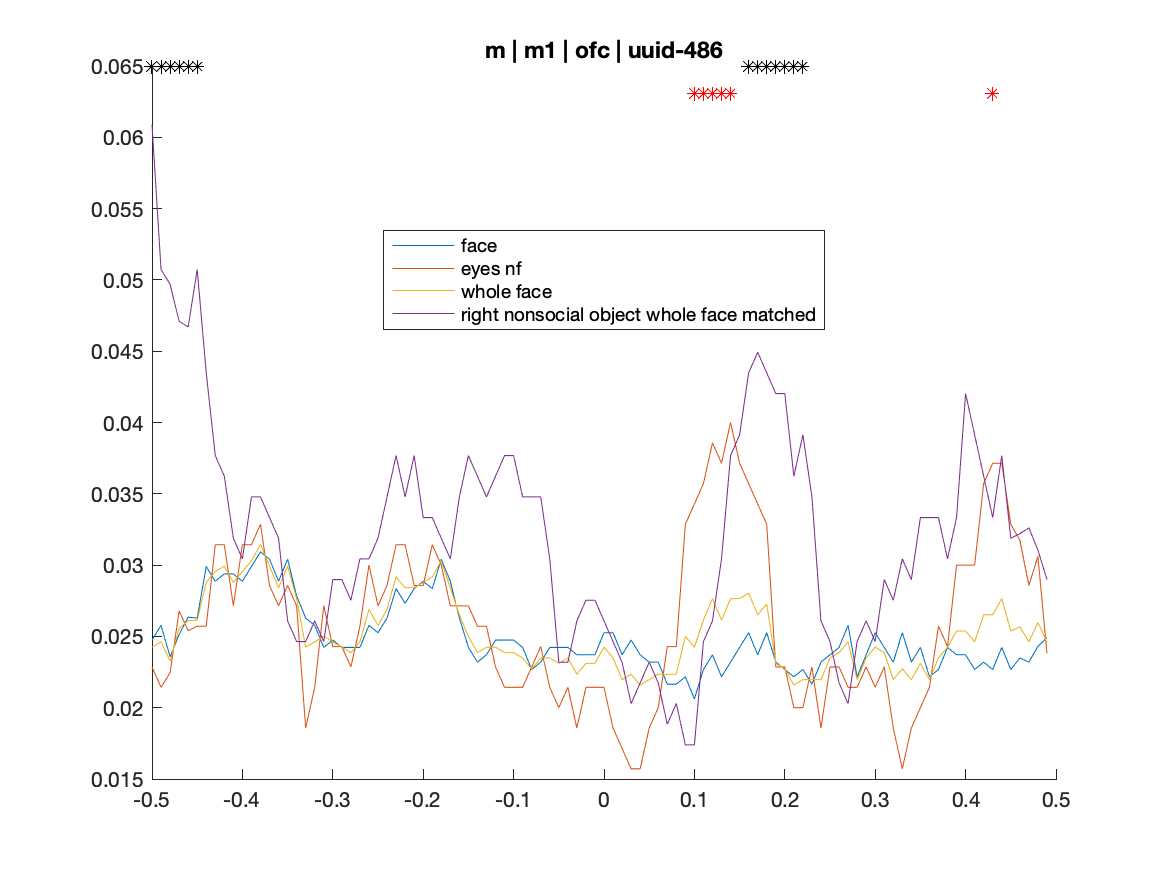 m | m1 | ofc | uuid-486
0.065
0.06
0.055
0.05
0.045
0.04
0.035
0.03
0.025
0.02
0.015
face
eyes nf
whole face
right nonsocial object whole face matched
-0.5 -0.4 -0.3 -0.2 -0.1 0 0.1 0.2 0.3 0.4 0.5